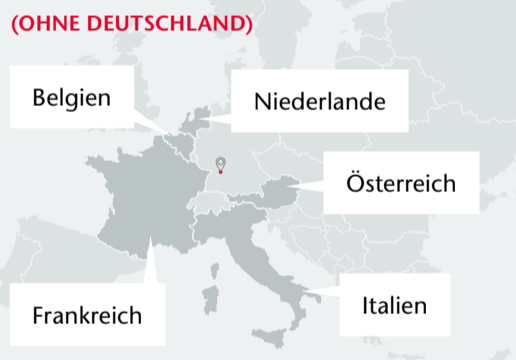 (OHNE DEUTSCHLAND)
Belgien
Niederlande
Österreich
Frankreich
Italien